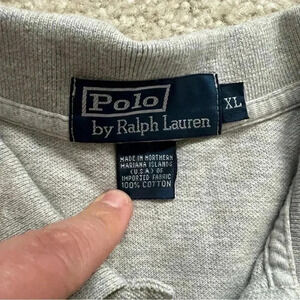 Polo
by Ralph Lauren
XL
MADE IN NORTHERN
MARIANA ISLANDS
(U.S.A.) OF
IMPORTED FABRIC
100% COTTON